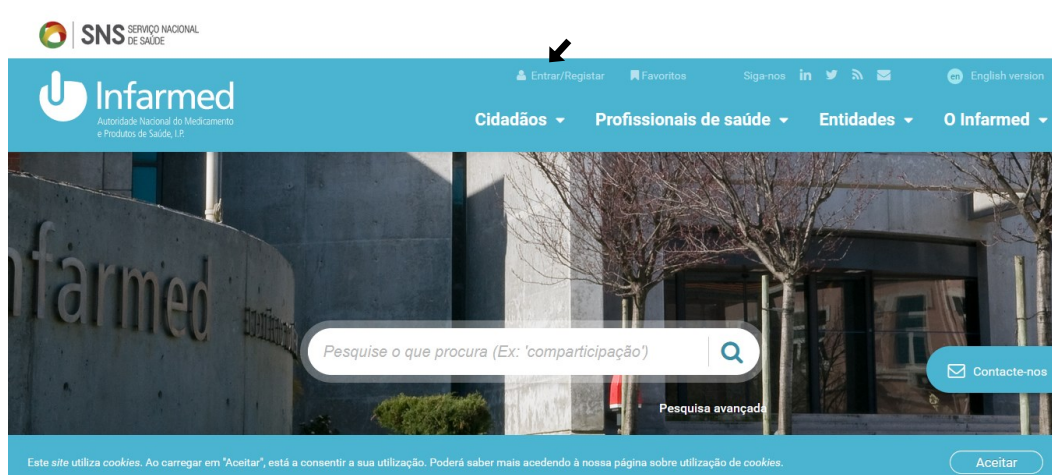 SNS SERVIÇO NACIONAL
DE SAÚDE
Entrar/Registar Favoritos Siga-nos in en English version
Infarmed
Autoridade Nacional do Medicamento
e Produtos de Saúde, I.P.
Cidadãos Profissionais de saúde Entidades O Infarmed
nfarmed
Pesquise o que procura (Ex: 'comparticipação')
Contacte-nos
Pesquisa avançada
Este site utiliza cookies. Ao carregar em "Aceitar", está a consentir a sua utilização. Poderá saber mais acedendo à nossa página sobre utilização de cookies. Aceitar